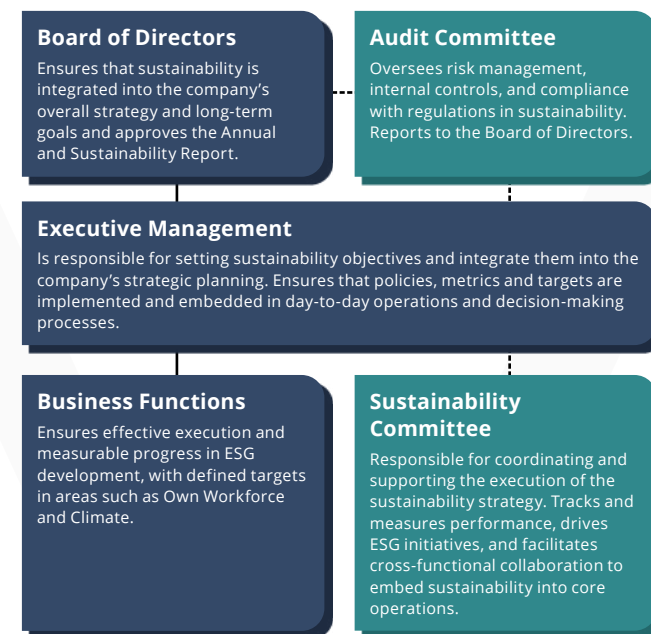 Board of Directors
Ensures that sustainability is
integrated into the company's
overall strategy and long-term
goals and approves the Annual
and Sustainability Report.
Audit Committee
Oversees risk management,
internal controls, and compliance
with regulations in sustainability.
Reports to the Board of Directors.
Executive Management
Is responsible for setting sustainability objectives and integrate them into the
company's strategic planning. Ensures that policies, metrics and targets are
implemented and embedded in day-to-day operations and decision-making
processes.
Business Functions
Ensures effective execution and
measurable progress in ESG
development, with defined targets
in areas such as Own Workforce
and Climate.
Sustainability
Committee
Responsible for coordinating and
supporting the execution of the
sustainability strategy. Tracks and
measures performance, drives
ESG initiatives, and facilitates
cross-functional collaboration to
embed sustainability into core
operations.